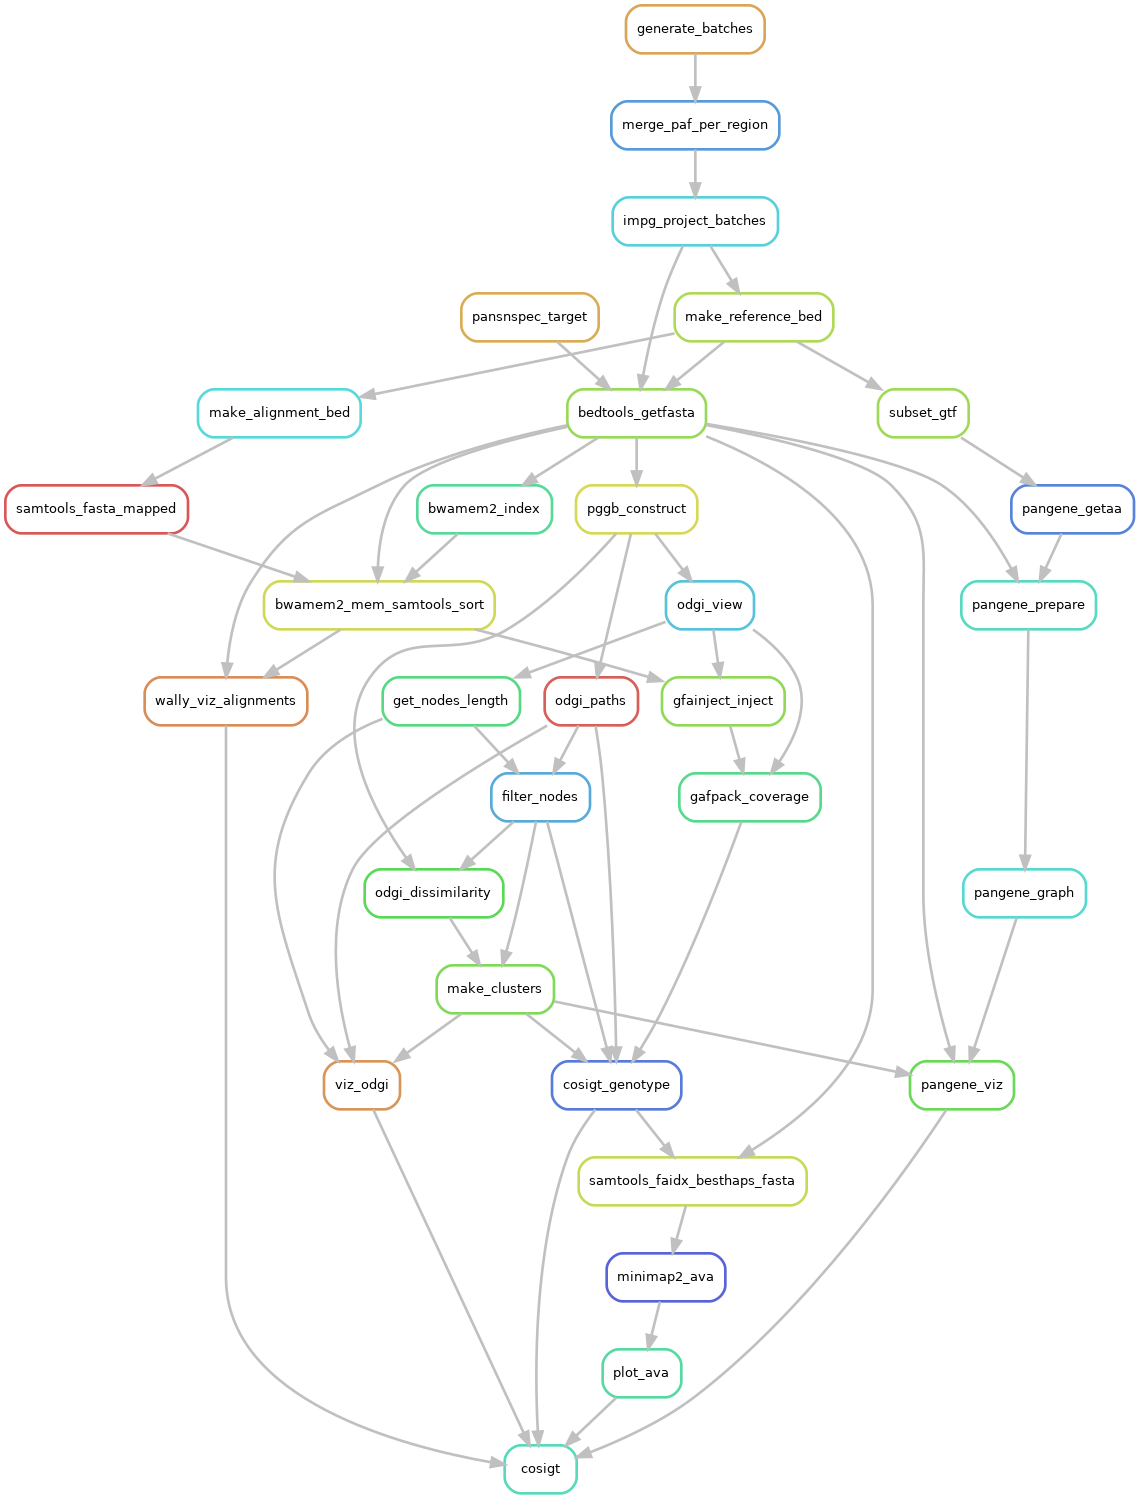 generate_batches
merge_paf_per_region
impg_project_batches
pansnspec_target
make_reference_bed
make_alignment_bed
bedtools_getfasta
subset_gtf
samtools_fasta_mapped
bwamem2_index
pggb_construct
pangene_getaa
bwamem2_mem_samtools_sort
odgi_view
pangene_prepare
wally_viz_alignments
get_nodes_length
odgi_paths
gfainject_inject
filter_nodes
gafpack_coverage
odgi_dissimilarity
pangene_graph
make_clusters
viz_odgi
cosigt_genotype
pangene_viz
samtools_faidx_besthaps_fasta
minimap2_ava
plot_ava
cosigt